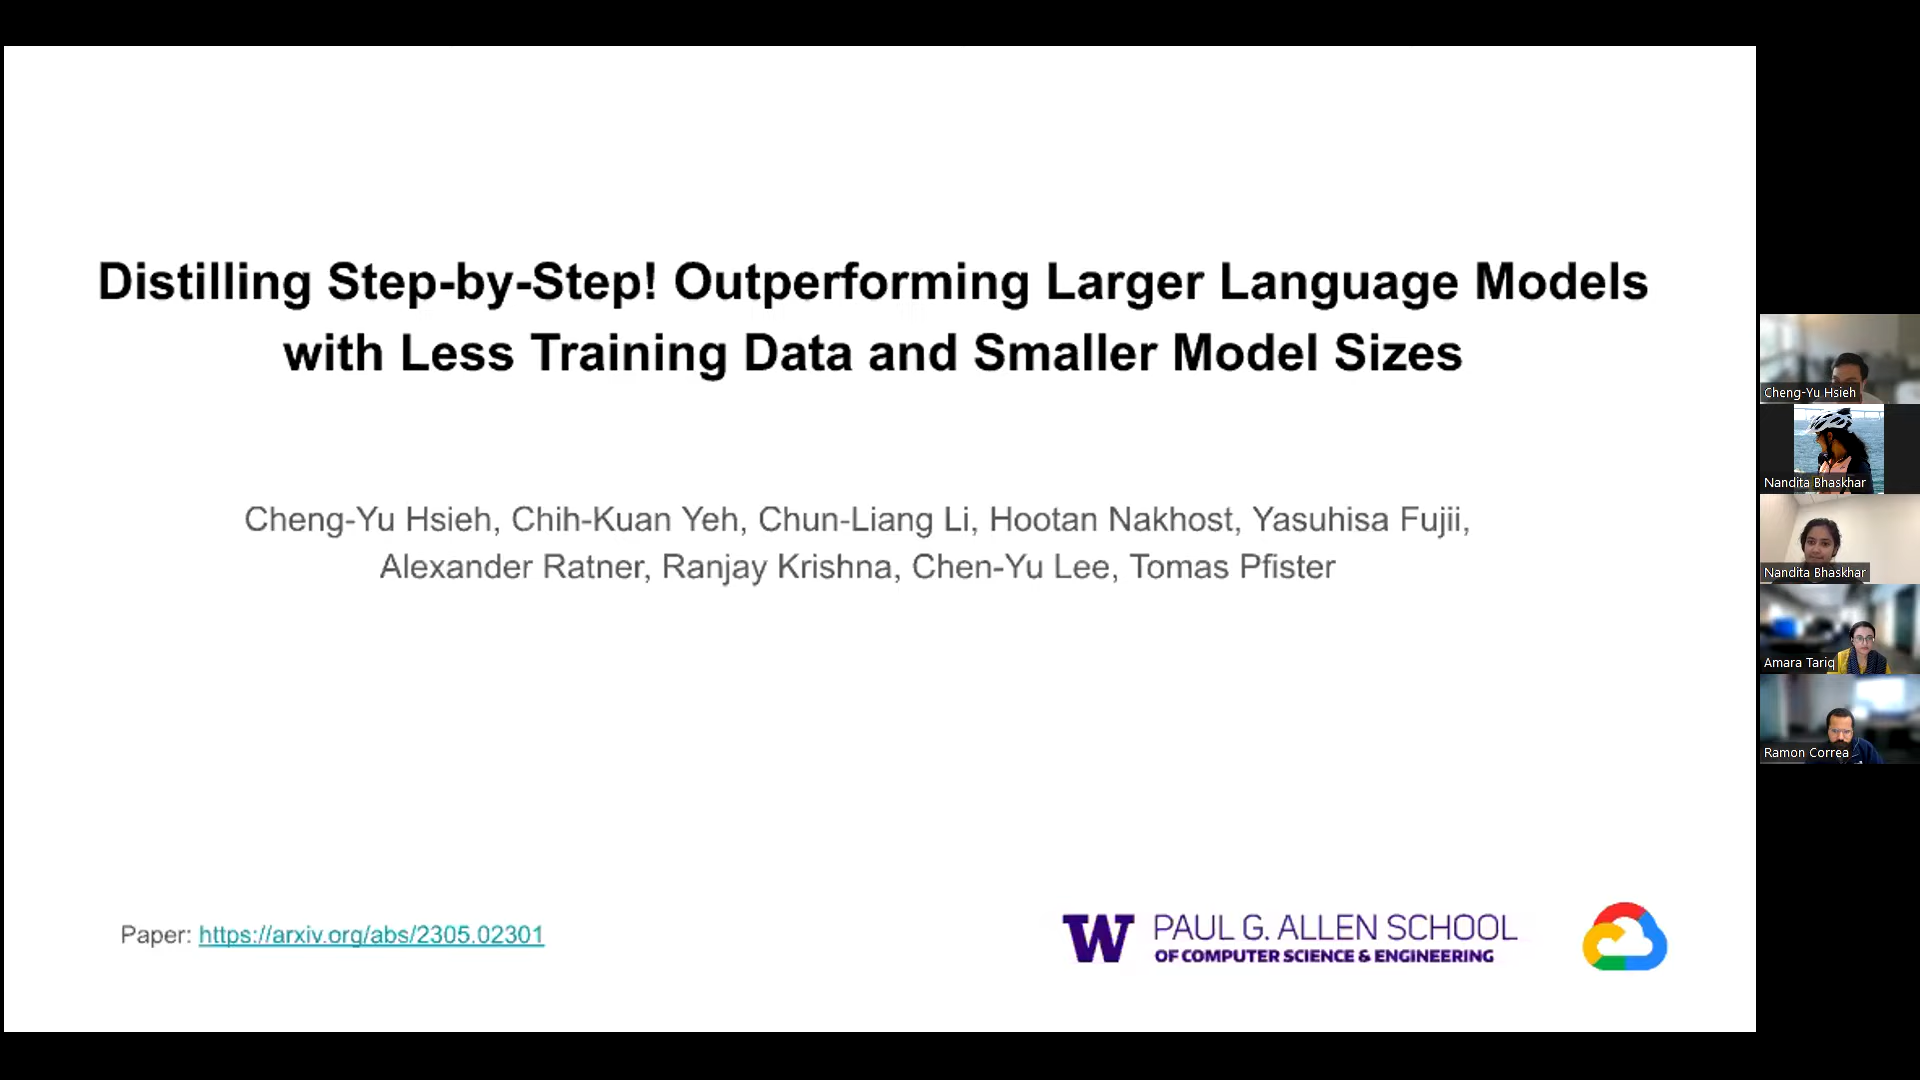 Distilling Step-by-Step! Outperforming Larger Language Models
with Less Training Data and Smaller Model Sizes
Cheng-Yu Hsieh, Chih-Kuan Yeh, Chun-Liang Li, Hootan Nakhost, Yasuhisa Fujii,
Alexander Ratner, Ranjay Krishna, Chen-Yu Lee, Tomas Pfister
Paper: https://arxiv.org/abs/2305.02301
W PAUL G. ALLEN SCHOOL
OF COMPUTER SCIENCE & ENGINEERING
Cheng-Yu Hsieh
Nandita Bhaskhar
Nandita Bhaskhar
Amara Tariq
Ramon Correa